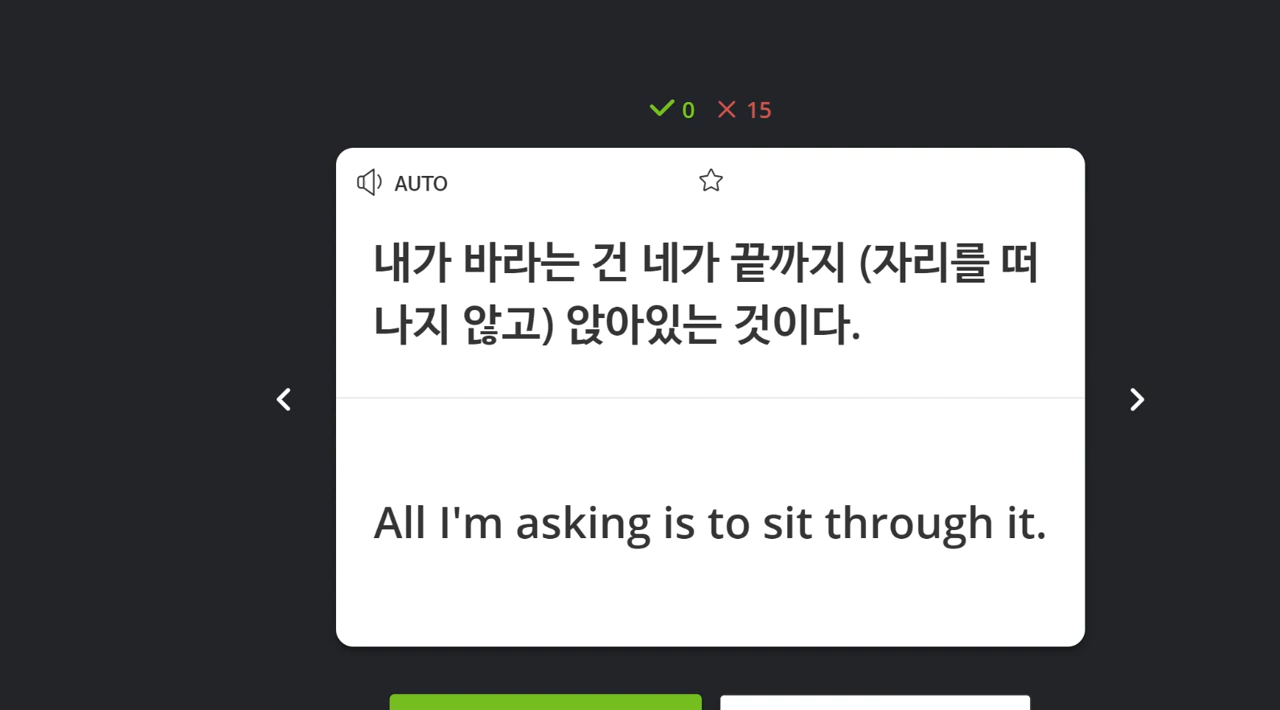 0 15
AUTO
내가 바라는 건 네가 끝까지 (자리를 떠
나지 않고) 앉아있는 것이다.
All I'm asking is to sit through it.